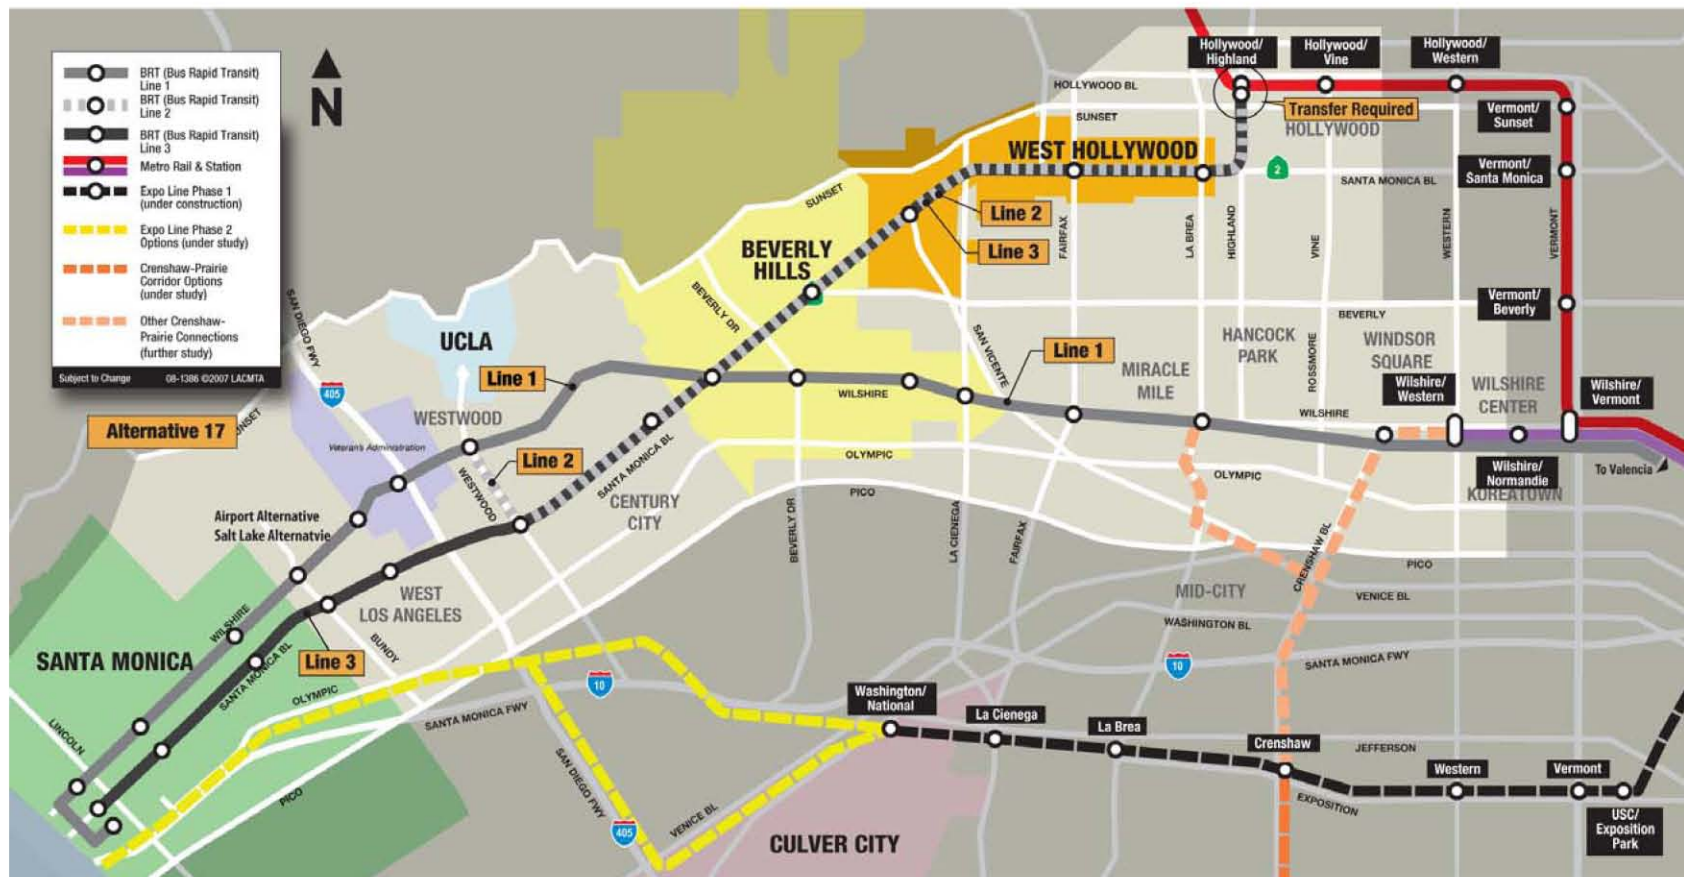 BRT (Bus Rapid Transit)
Line 1
BRT (Bus Rapid Transit)
Line 2
BRT (Bus Rapid Transit)
Line 3
Metro Rail & Station
Expo Line Phase 1
(under construction)
Expo Line Phase 2
Options (under study)
Crenshaw-Prairie
Corridor Options
(under study)
Other Crenshaw-
Prairie Connections
(further study)
Subject to Change 08-1386 ©2007 LACMTA
N
Hollywood/
Highland
Hollywood/
Vine
Hollywood/
Western
HOLLYWOOD BL
Transfer Required
SUNSET
HOLLYWOOD
Vermont/
Sunset
WEST HOLLYWOOD
2
SANTA MONICA BL
Vermont/
Santa Monica
SUNSET
Line 2
Line 3
FAIRFAX
LA BREA
HIGHLAND
VINE
WESTERN
VERMONT
BEVERLY
HILLS
BEVERLY DR
SAN DIEGO FWY
UCLA
Vermont/
Beverly
BEVERLY
HANCOCK
PARK
WINDSOR
SQUARE
SAN VICENTE
ROSSMORE
Line 1
Line 1
MIRACLE
MILE
405
WILSHIRE
Wilshire/
Western
WILSHIRE
CENTER
Wilshire/
Vermont
WESTWOOD
WILSHIRE
Alternative 17
SUNSET
Veteran's Administration
SANTA MONICA BL
Line 2
WESTWOOD
OLYMPIC
OLYMPIC
To Valencia
Wilshire/
Normandie
KOREATOWN
CENTURY
CITY
PICO
Airport Alternative
Salt Lake Alternatvie
BEVERLY DR
LA CIENEGA
FAIRFAX
CRENSHAW BL
PICO
WEST
LOS ANGELES
MID-CITY
VENICE BL
WASHINGTON BL
WILSHIRE
BUNDY
SANTA MONICA
Line 3
SANTA MONICA BL
10
10
SANTA MONICA FWY
OLYMPIC
LINCOLN
SANTA MONICA FWY
Washington/
National
La Cienega
La Brea
Crenshaw
JEFFERSON
Western
Vermont
SAN DIEGO FWY
PICO
EXPOSITION
405
VENICE BL
CULVER CITY
USC/
Exposition
Park